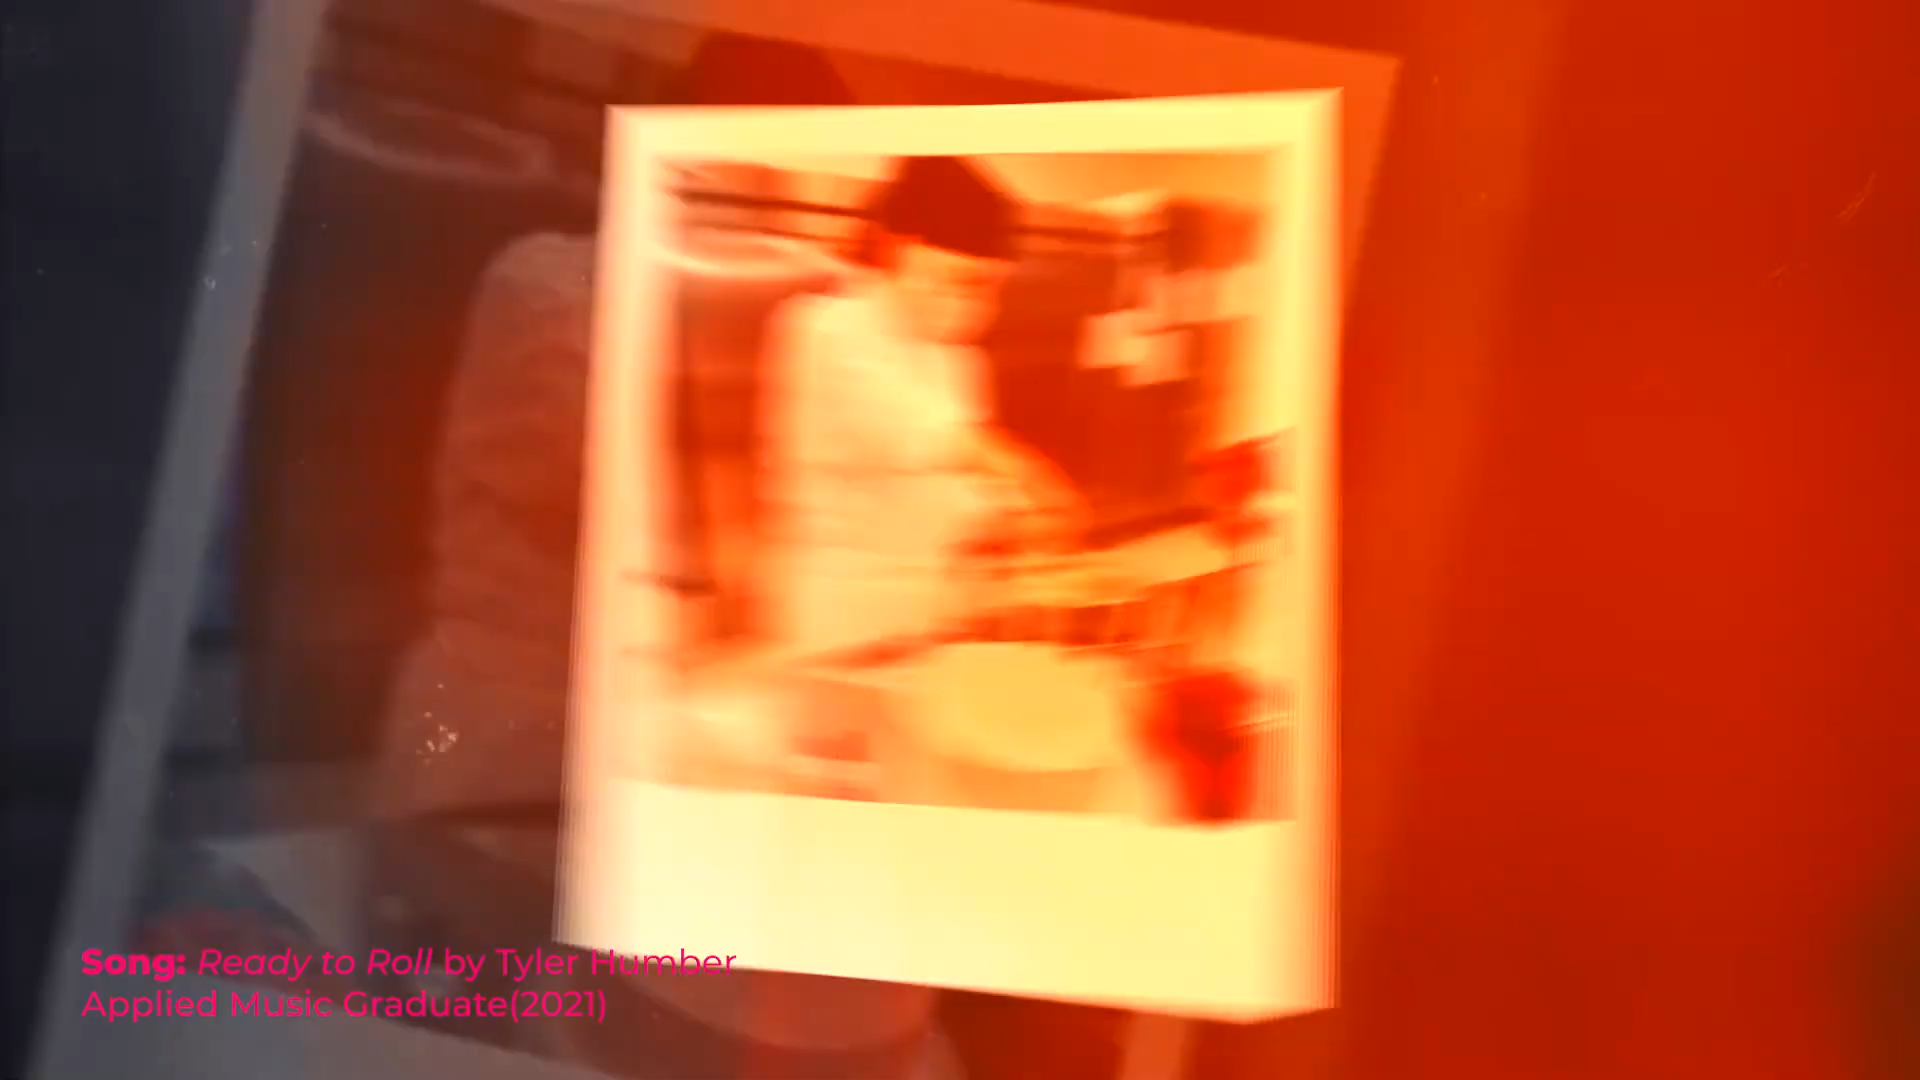 Song: Ready to Roll by Tyler Humber
Applied Music Graduate(2021)